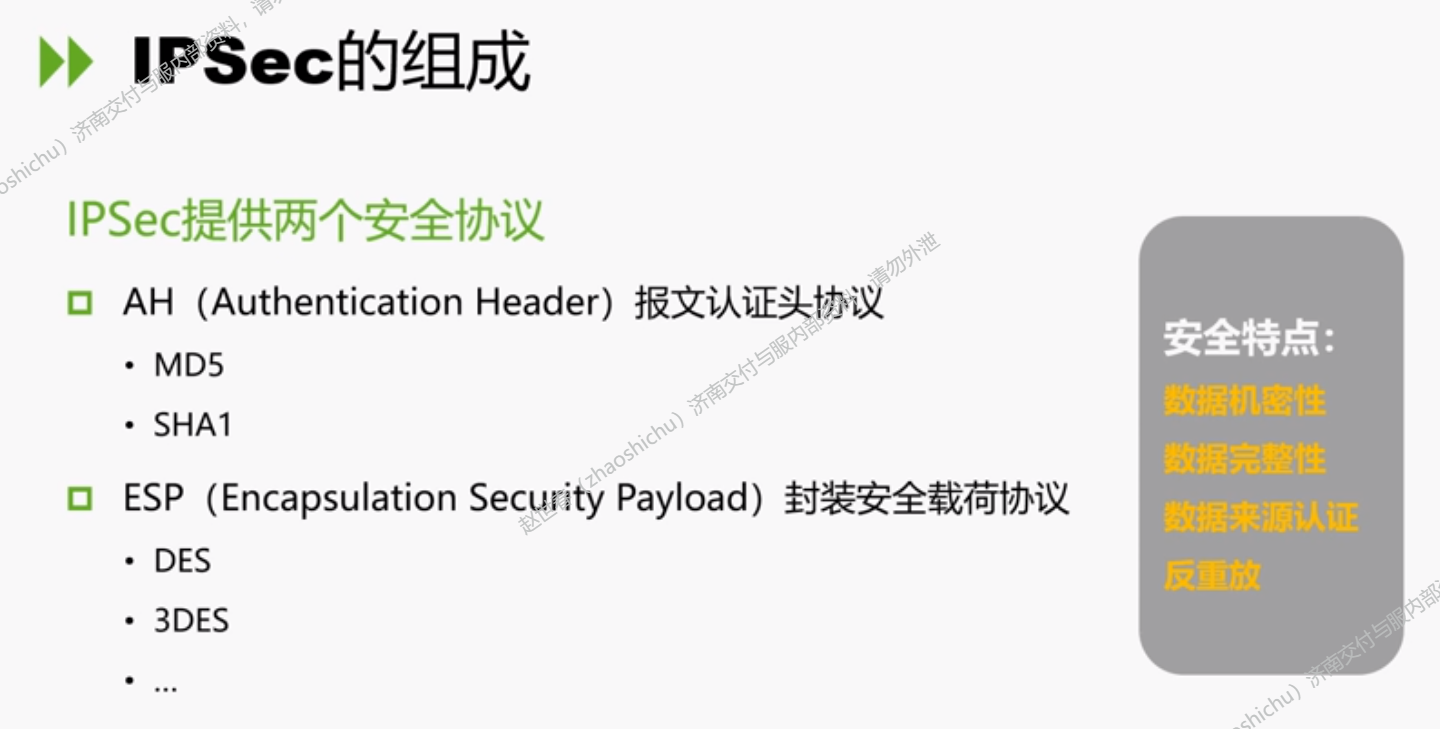 IPSec的组成
IPSec提供两个安全协议
AH（Authentication Header）报文认证头协议
• MD5
• SHA1
ESP（Encapsulation Security Payload）封装安全载荷协议
• DES
• 3DES
• ...
安全特点：
数据机密性
数据完整性
数据来源认证
反重放
oshichu）济南交付与服内部资料，请
（zhaoshichu）济南交付与服内部资料，请勿外泄
oshichu）济南交付与服内部